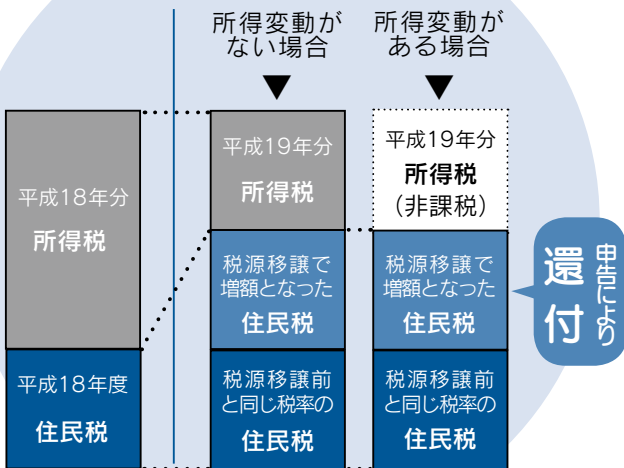 所得変動が
ない場合
所得変動が
ある場合
平成18年分
所得税
平成18年度
住民税
平成19年分
所得税
税源移譲で
増額となった
住民税
税源移譲前
と同じ税率の
住民税
平成19年分
所得税
（非課税）
税源移譲で
増額となった
住民税
税源移譲前
と同じ税率の
住民税
申告により
還付